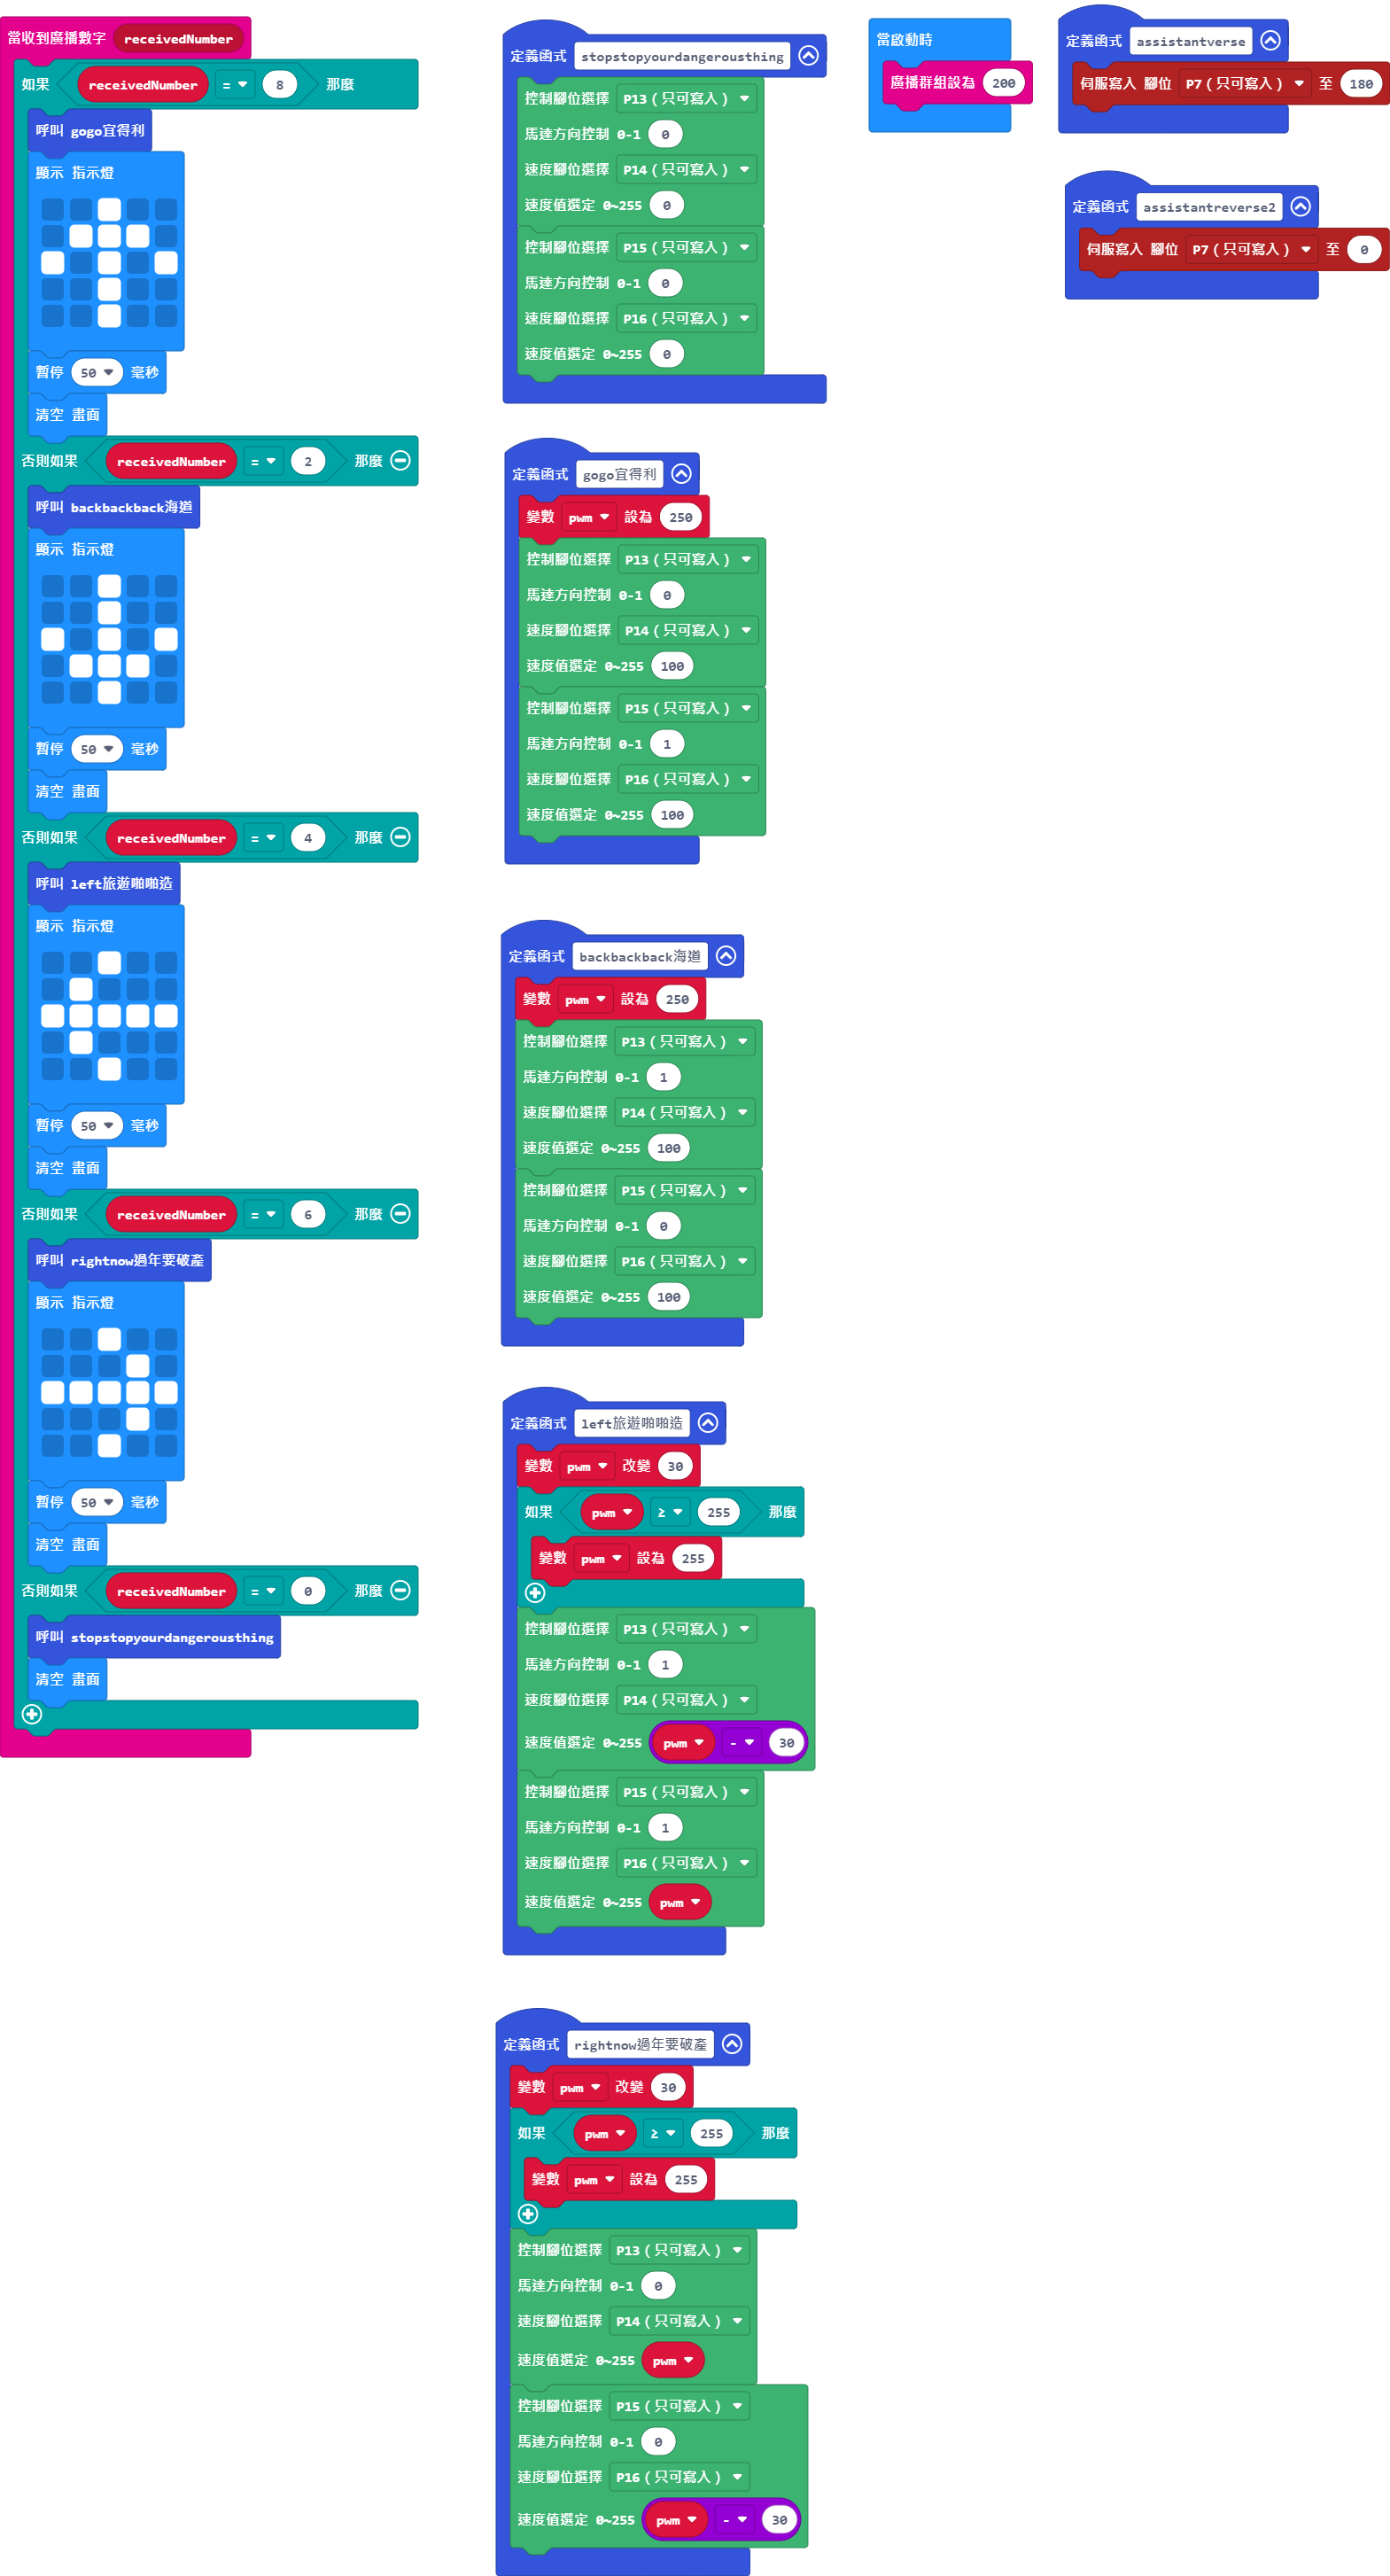 當收到廣播數字 receivedNumber
如果 receivedNumber = 8 那麼
呼叫 gogo宜得利
顯示 指示燈
暫停 50 毫秒
清空 畫面
否則如果 receivedNumber = 2 那麼
呼叫 backbackback海道
顯示 指示燈
暫停 50 毫秒
清空 畫面
否則如果 receivedNumber = 4 那麼
呼叫 left旅遊啪啪造
顯示 指示燈
暫停 50 毫秒
清空 畫面
否則如果 receivedNumber = 6 那麼
呼叫 rightnow過年要破產
顯示 指示燈
暫停 50 毫秒
清空 畫面
否則如果 receivedNumber = 0 那麼
呼叫 stopstopyourdangerousthing
清空 畫面
定義函式 stopstopyourdangerousthing
控制腳位選擇 P13（只可寫入）
馬達方向控制 0-1 0
速度腳位選擇 P14（只可寫入）
速度值選定 0~255 0
控制腳位選擇 P15（只可寫入）
馬達方向控制 0-1 0
速度腳位選擇 P16（只可寫入）
速度值選定 0~255 0
定義函式 gogo宜得利
變數 pwm 設為 250
控制腳位選擇 P13（只可寫入）
馬達方向控制 0-1 0
速度腳位選擇 P14（只可寫入）
速度值選定 0~255 100
控制腳位選擇 P15（只可寫入）
馬達方向控制 0-1 1
速度腳位選擇 P16（只可寫入）
速度值選定 0~255 100
定義函式 backbackback海道
變數 pwm 設為 250
控制腳位選擇 P13（只可寫入）
馬達方向控制 0-1 1
速度腳位選擇 P14（只可寫入）
速度值選定 0~255 100
控制腳位選擇 P15（只可寫入）
馬達方向控制 0-1 0
速度腳位選擇 P16（只可寫入）
速度值選定 0~255 100
定義函式 left旅遊啪啪造
變數 pwm 改變 30
如果 pwm ≥ 255 那麼
變數 pwm 設為 255
控制腳位選擇 P13（只可寫入）
馬達方向控制 0-1 1
速度腳位選擇 P14（只可寫入）
速度值選定 0~255 pwm - 30
控制腳位選擇 P15（只可寫入）
馬達方向控制 0-1 1
速度腳位選擇 P16（只可寫入）
速度值選定 0~255 pwm
定義函式 rightnow過年要破產
變數 pwm 改變 30
如果 pwm ≥ 255 那麼
變數 pwm 設為 255
控制腳位選擇 P13（只可寫入）
馬達方向控制 0-1 0
速度腳位選擇 P14（只可寫入）
速度值選定 0~255 pwm
控制腳位選擇 P15（只可寫入）
馬達方向控制 0-1 0
速度腳位選擇 P16（只可寫入）
速度值選定 0~255 pwm - 30
當啟動時
廣播群組設為 200
定義函式 assistantverse
伺服寫入 腳位 P7（只可寫入） 至 180
定義函式 assistantreverse2
伺服寫入 腳位 P7（只可寫入） 至 0